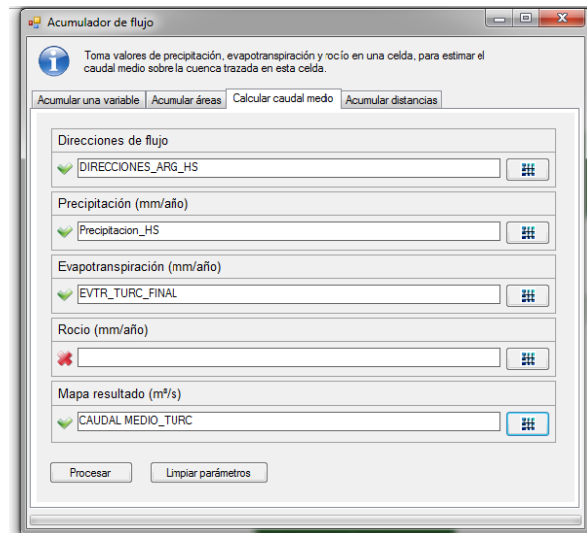 Acumulador de flujo
Toma valores de precipitación, evapotranspiración y rocío en una celda, para estimar el
caudal medio sobre la cuenca trazada en esta celda.
Acumular una variable Acumular áreas Calcular caudal medio Acumular distancias
Direcciones de flujo
DIRECCIONES_ARG_HS
Precipitación (mm/año)
Precipitacion_HS
Evapotranspiración (mm/año)
EVTR_TURC_FINAL
Rocio (mm/año)
Mapa resultado (m³/s)
CAUDAL MEDIO_TURC
Procesar Limpiar parámetros